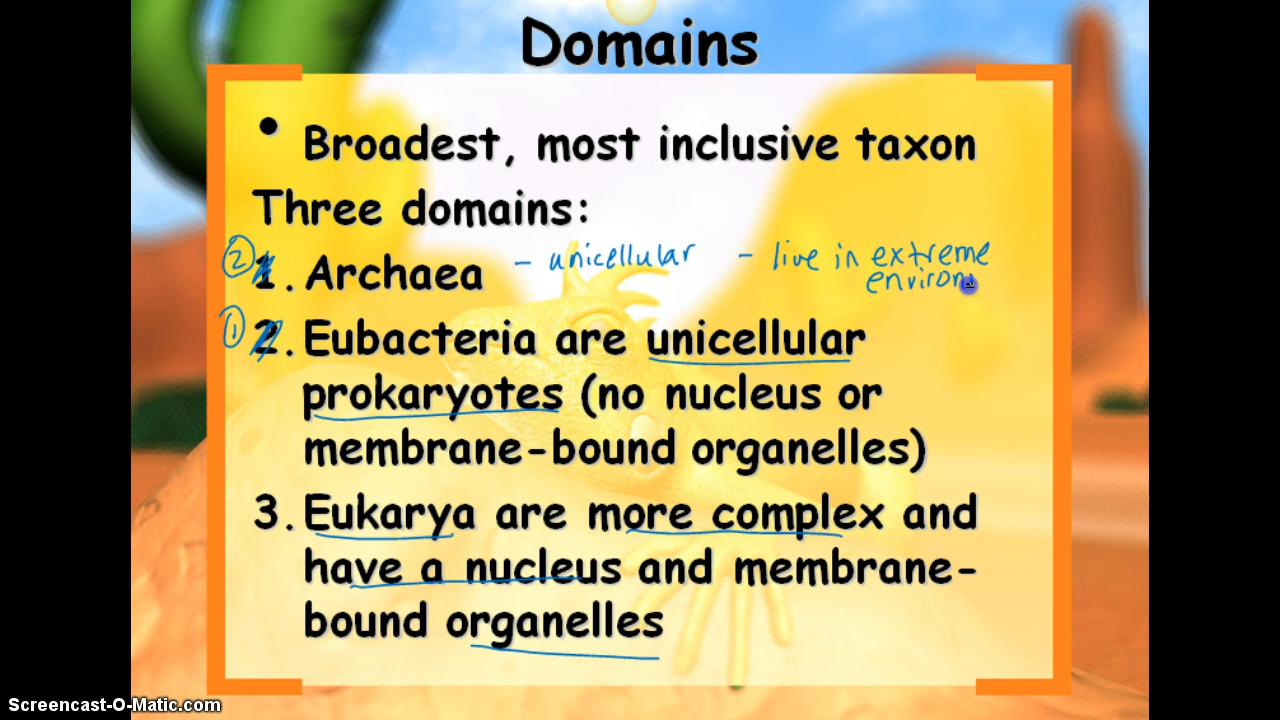 Domains
• Broadest, most inclusive taxon
Three domains:
② 1. Archaea - unicellular - live in extreme
environ
① 2. Eubacteria are unicellular
prokaryotes (no nucleus or
membrane-bound organelles)
3. Eukarya are more complex and
have a nucleus and membrane-
bound organelles
Screencast-O-Matic.com